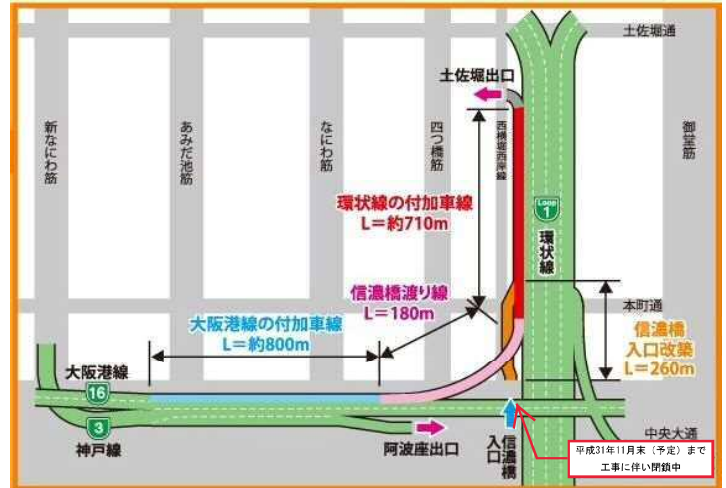 土佐堀通
土佐堀出口
新なにわ筋
あみだ池筋
なにわ筋
四つ橋筋
西横堀西岸線
御堂筋
環状線の付加車線
L=約710m
Loop
1
環状線
信濃橋渡り線
L=180m
本町通
大阪港線の付加車線
L=約800m
信濃橋
入口改築
L=260m
大阪港線
16
3
神戸線
阿波座出口
信濃橋
入口
中央大通
平成31年11月末(予定)まで
工事に伴い閉鎖中